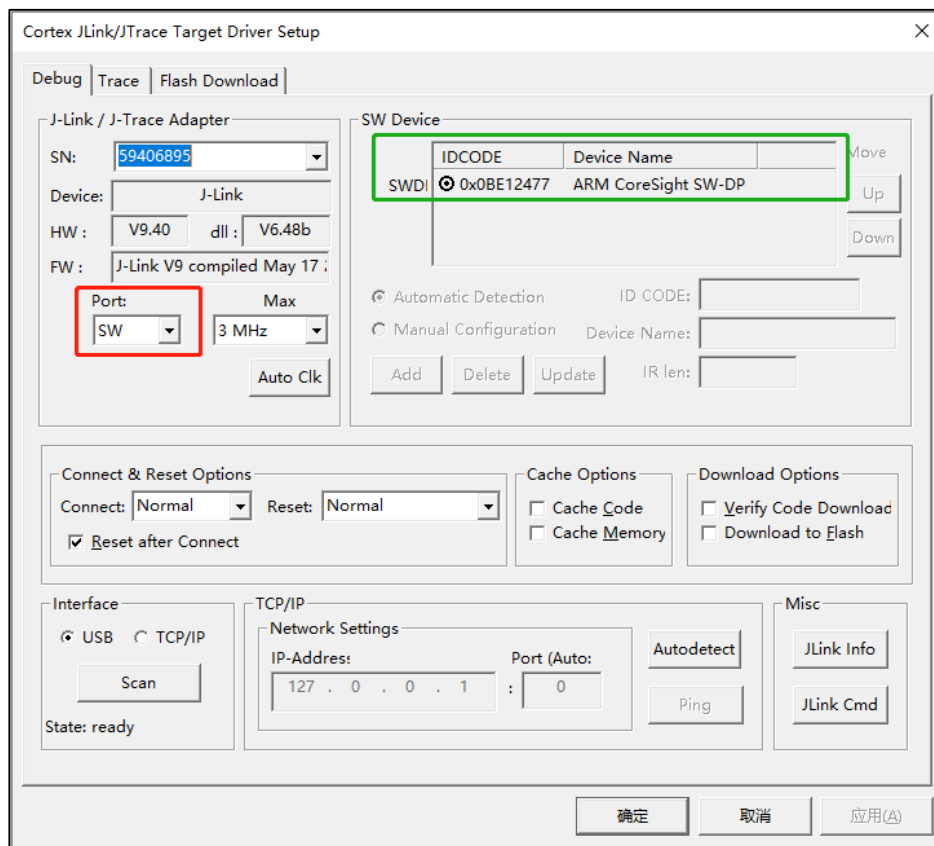 Cortex JLink/JTrace Target Driver Setup
Debug Trace Flash Download
J-Link / J-Trace Adapter
SN: 59406895
Device: J-Link
HW : V9.40 dll : V6.48b
FW : J-Link V9 compiled May 17 2
Port: Max
SW 3 MHz
Auto Clk
SW Device
IDCODE Device Name
SWDI 0x0BE12477 ARM CoreSight SW-DP
Move
Up
Down
Automatic Detection ID CODE:
Manual Configuration Device Name:
Add Delete Update IR len:
Connect & Reset Options
Connect: Normal Reset: Normal
Reset after Connect
Cache Options
Cache Code
Cache Memory
Download Options
Verify Code Download
Download to Flash
Interface
USB TCP/IP
Scan
State: ready
TCP/IP
Network Settings
IP-Address Port (Auto:
127 . 0 . 0 . 1 : 0
Autodetect
Ping
Misc
JLink Info
JLink Cmd
确定 取消 应用(A)